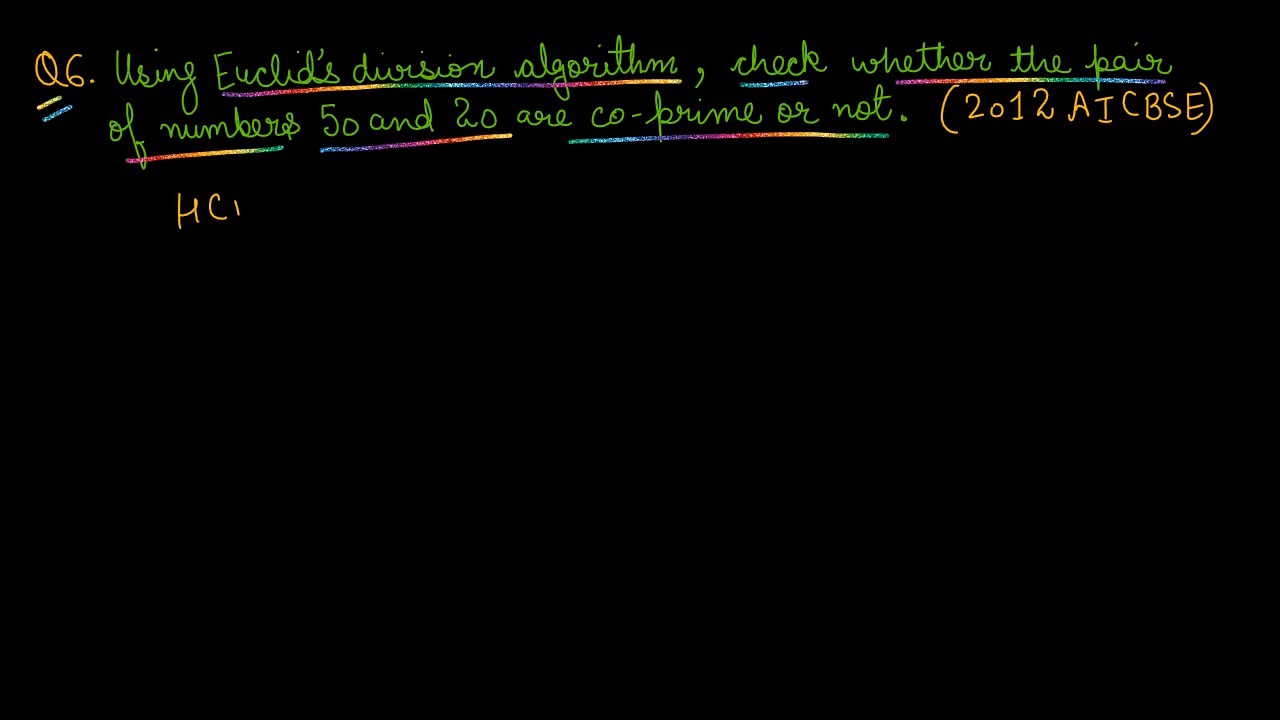 Q6. Using Euclid's division algorithm, check whether the pair
of numbers 50 and 20 are co-prime or not. (2012 AICBSE)
HC